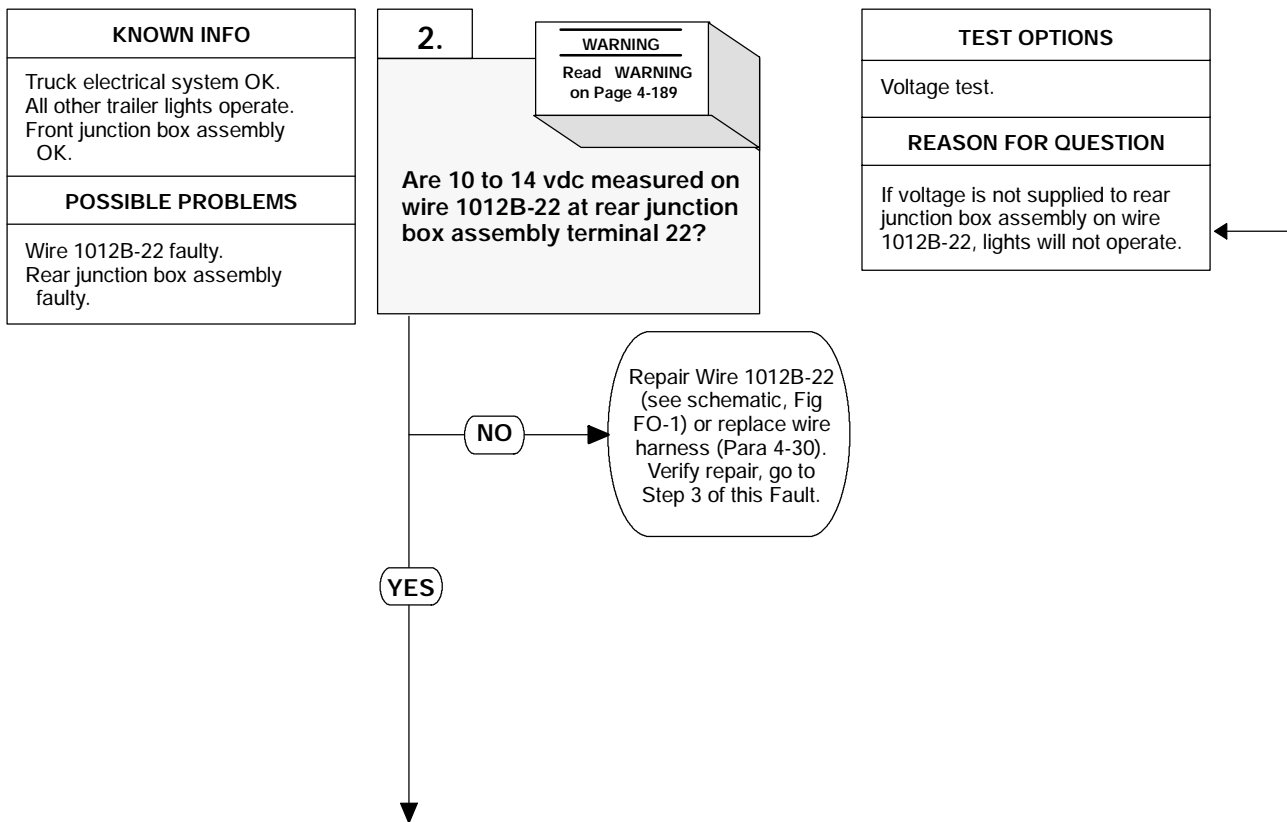 KNOWN INFO
Truck electrical system OK.
All other trailer lights operate.
Front junction box assembly
OK.
POSSIBLE PROBLEMS
Wire 1012B-22 faulty.
Rear junction box assembly
faulty.
2.
WARNING
Read WARNING
on Page 4-189
Are 10 to 14 vdc measured on
wire 1012B-22 at rear junction
box assembly terminal 22?
TEST OPTIONS
Voltage test.
REASON FOR QUESTION
If voltage is not supplied to rear
junction box assembly on wire
1012B-22, lights will not operate.
NO
Repair Wire 1012B-22
(see schematic, Fig
FO-1) or replace wire
harness (Para 4-30).
Verify repair, go to
Step 3 of this Fault.
YES